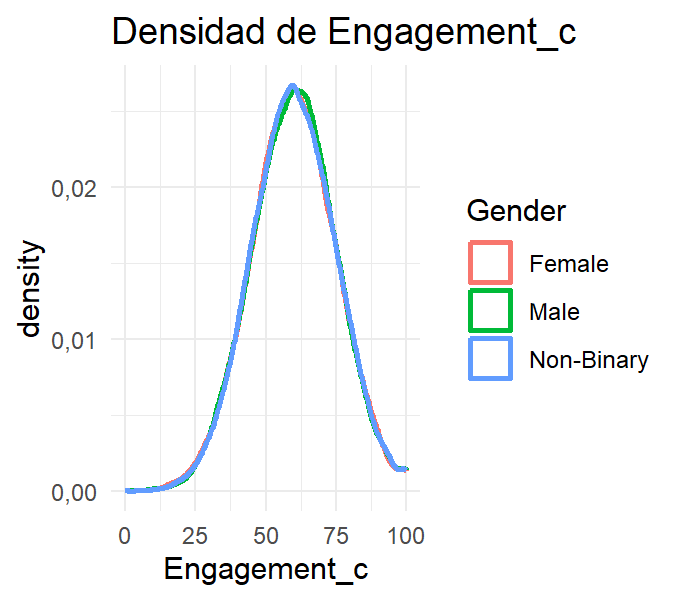 Densidad de Engagement_c
density
0,02
0,01
0,00
0 25 50 75 100
Engagement_c
Gender
Female
Male
Non-Binary